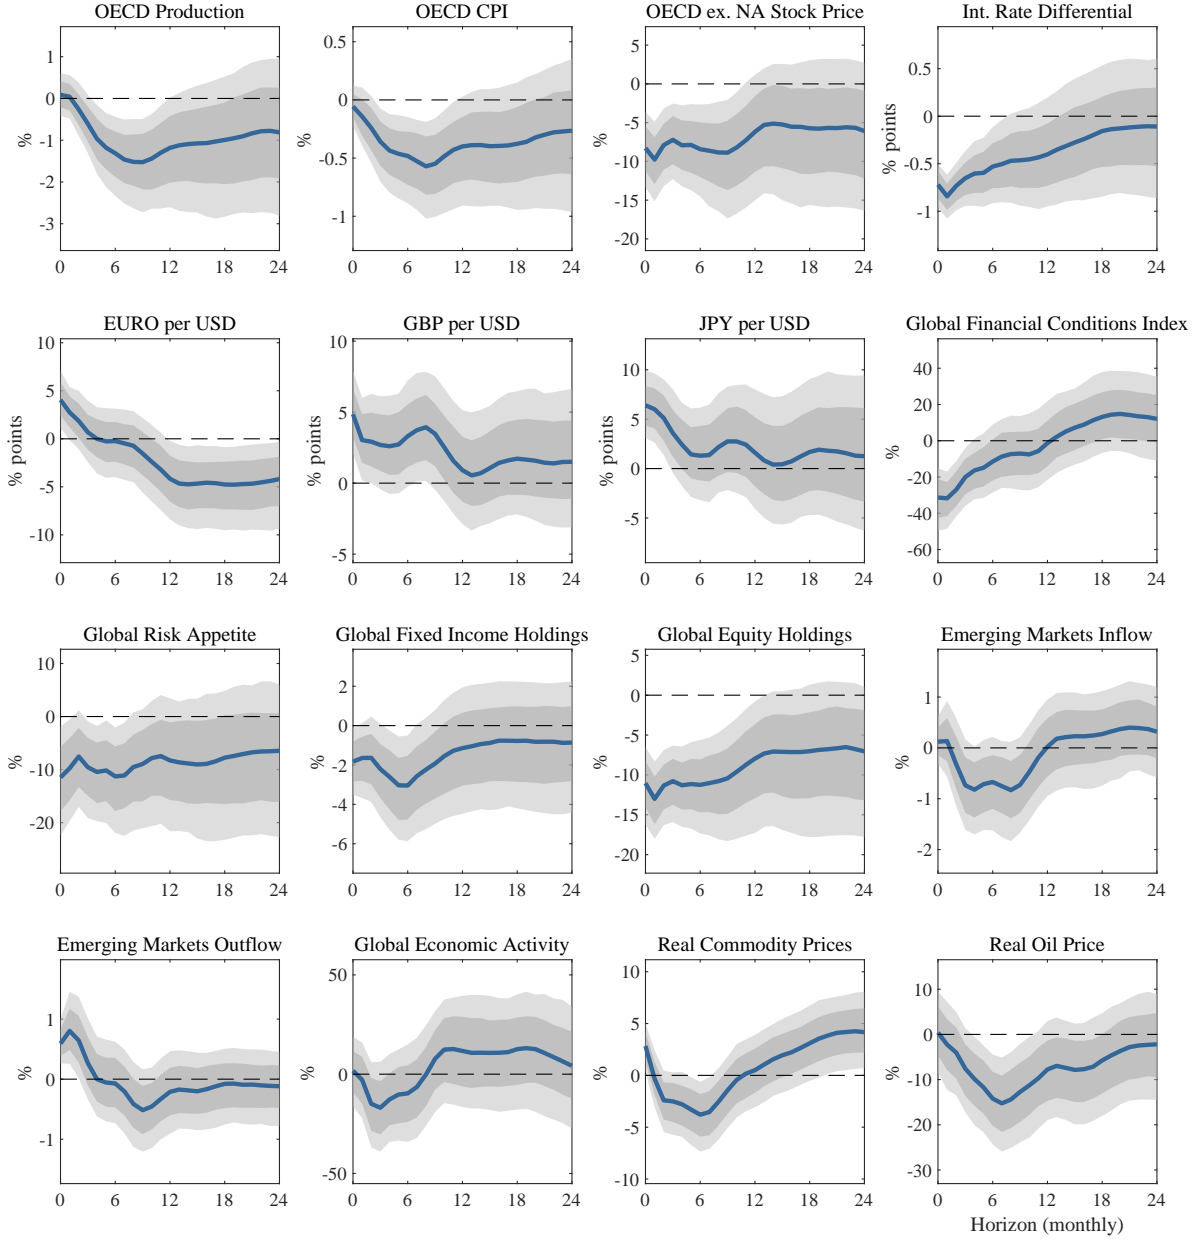 OECD Production
OECD CPI
OECD ex. NA Stock Price
Int. Rate Differential
1
0
-1
-2
-3
%
0 6 12 18 24
0.5
0
-0.5
-1
%
0 6 12 18 24
5
0
-5
-10
-15
-20
%
0 6 12 18 24
0.5
0
-0.5
-1
% points
0 6 12 18 24
EURO per USD
GBP per USD
JPY per USD
Global Financial Conditions Index
10
5
0
-5
-10
% points
0 6 12 18 24
10
5
0
-5
% points
0 6 12 18 24
10
5
0
-5
% points
0 6 12 18 24
40
20
0
-20
-40
-60
%
0 6 12 18 24
Global Risk Appetite
Global Fixed Income Holdings
Global Equity Holdings
Emerging Markets Inflow
10
0
-10
-20
%
0 6 12 18 24
2
0
-2
-4
-6
%
0 6 12 18 24
5
0
-5
-10
-15
-20
%
0 6 12 18 24
1
0
-1
-2
%
0 6 12 18 24
Emerging Markets Outflow
Global Economic Activity
Real Commodity Prices
Real Oil Price
1
0
-1
%
0 6 12 18 24
50
0
-50
%
0 6 12 18 24
10
5
0
-5
-10
%
0 6 12 18 24
10
0
-10
-20
-30
%
0 6 12 18 24
Horizon (monthly)